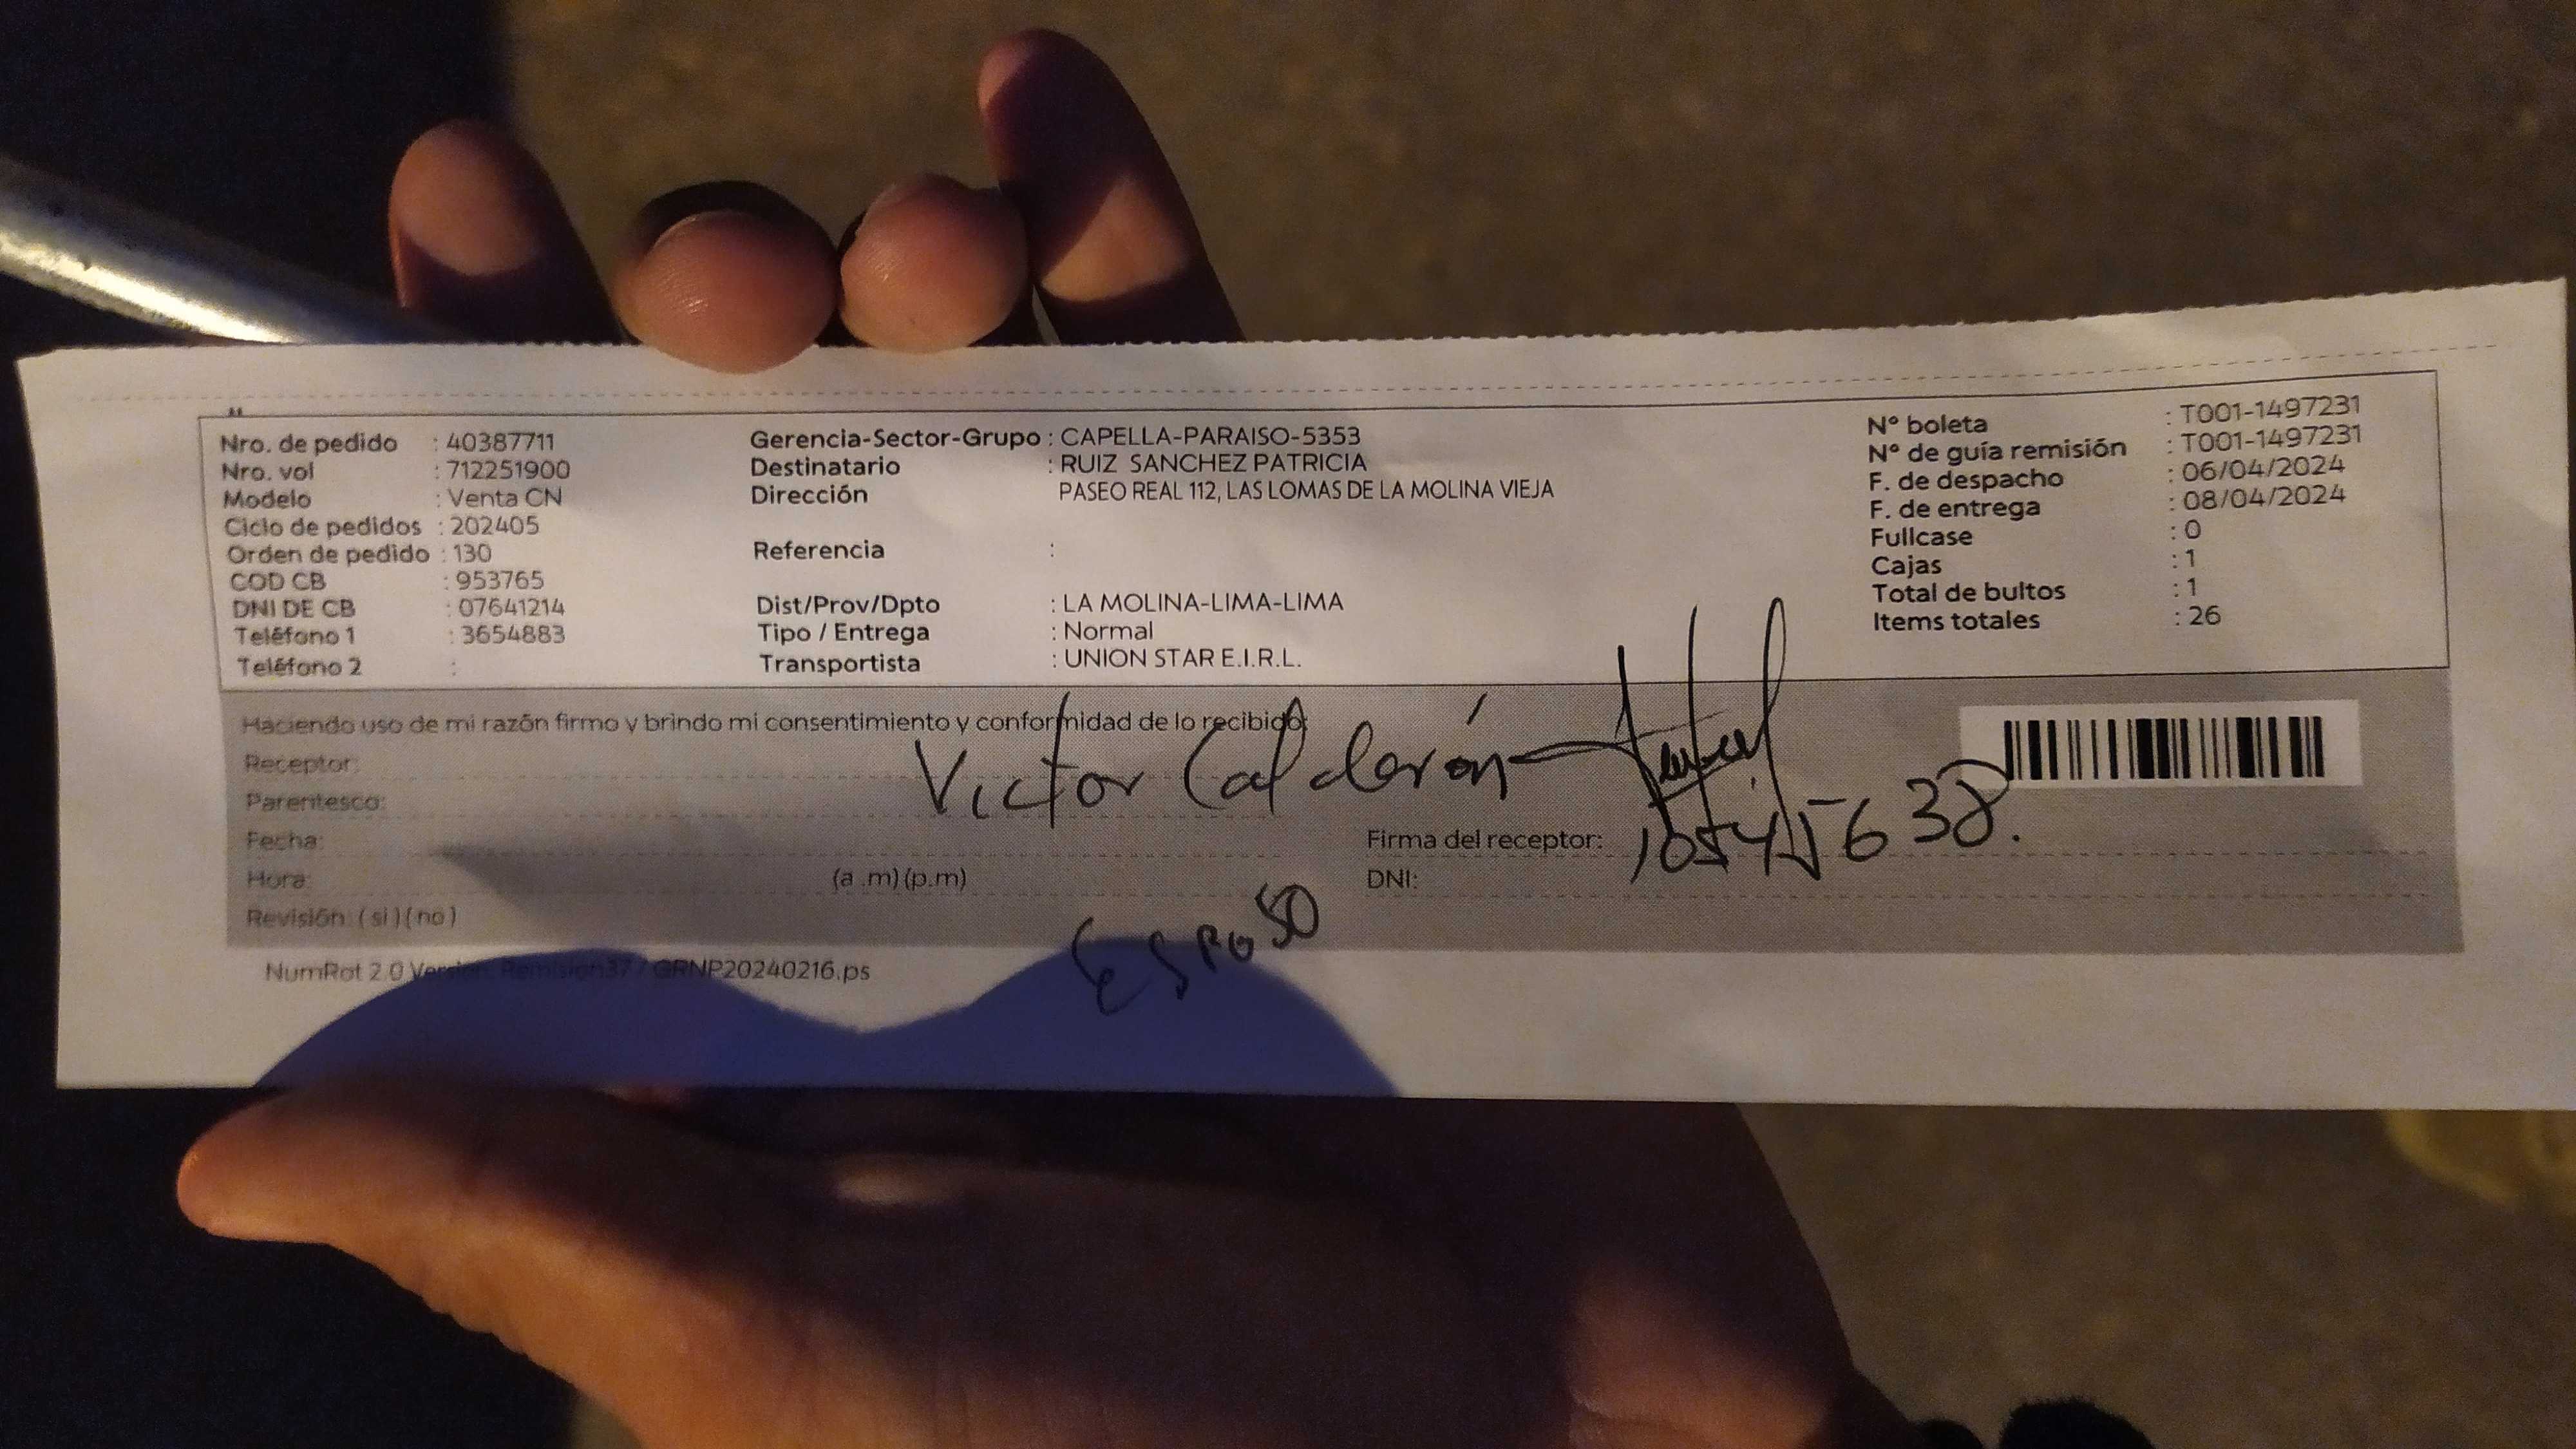 Nro. de pedido : 40387711
Nro. vol : 712251900
Modelo : Venta CN
Ciclo de pedidos : 202405
Orden de pedido : 130
COD CB : 953765
DNI DE CB : 07641214
Teléfono 1 : 3654883
Teléfono 2 :
Gerencia-Sector-Grupo : CAPELLA-PARAISO-5353
Destinatario : RUIZ SANCHEZ PATRICIA
Dirección PASEO REAL 112, LAS LOMAS DE LA MOLINA VIEJA
Referencia :
Dist/Prov/Dpto : LA MOLINA-LIMA-LIMA
Tipo / Entrega : Normal
Transportista : UNION STAR E.I.R.L.
N° boleta : T001-1497231
N° de guía remisión : T001-1497231
F. de despacho : 06/04/2024
F. de entrega : 08/04/2024
Fullcase : 0
Cajas : 1
Total de bultos : 1
Items totales : 26
Haciendo uso de mi razón firmo y brindo mi consentimiento y conformidad de lo recibido:
Receptor:
Victor Calderón
Parentesco:
Fecha:
Hora: (a .m) (p.m)
Revisión: ( si ) ( no )
Firma del receptor:
10545638.
DNI:
Esposo
NumRot 2.0 Version: Remision37 / GRNP20240216.ps